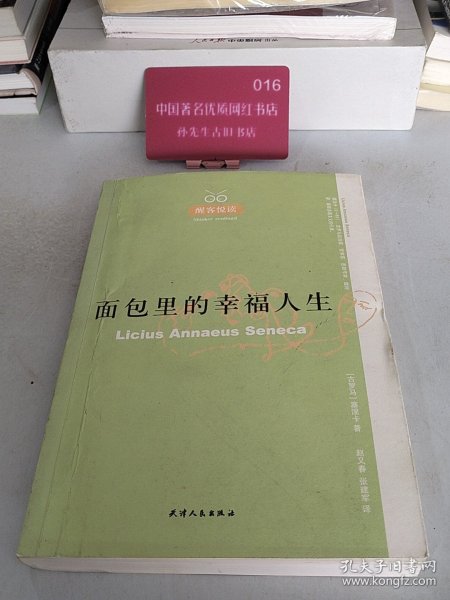 016
中国著名优质网红书店
孙先生古旧书店
醒客悦读
面包里的幸福人生
Licius Annaeus Seneca
[古罗马]塞涅卡 著
赵又春 张建军 译
天津人民出版社
孔夫子旧书网
www.kongfz.com